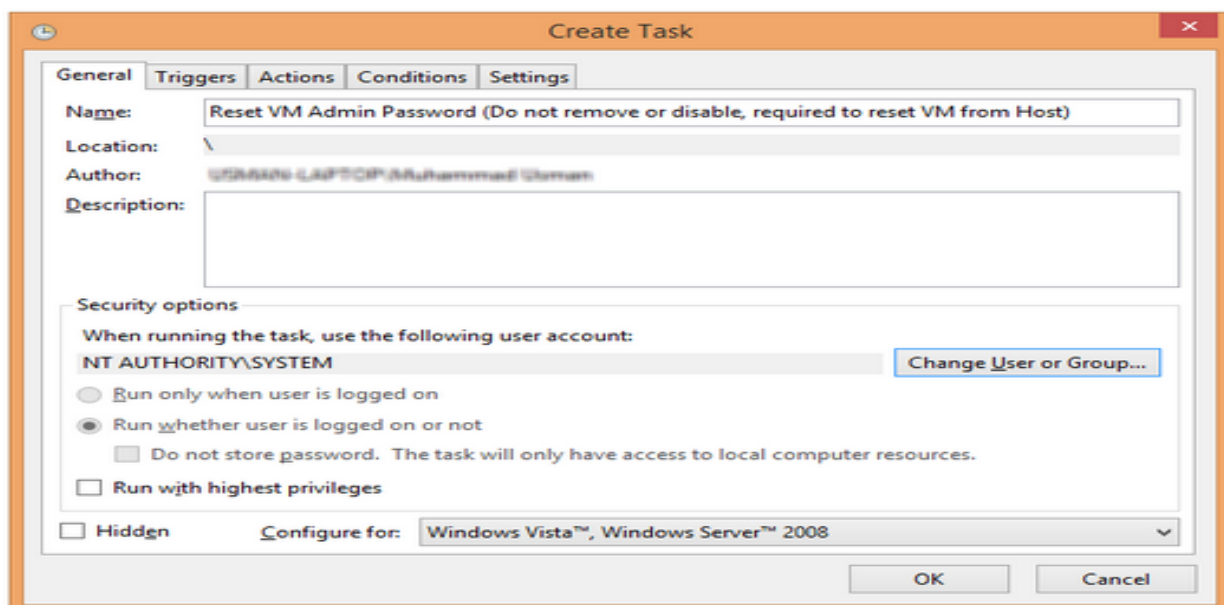 Create Task
General Triggers Actions Conditions Settings
Name: Reset VM Admin Password (Do not remove or disable, required to reset VM from Host)
Location: \
Author:
Description:
Security options
When running the task, use the following user account:
NT AUTHORITY\SYSTEM Change User or Group...
Run only when user is logged on
Run whether user is logged on or not
Do not store password. The task will only have access to local computer resources.
Run with highest privileges
Hidden Configure for: Windows Vista™, Windows Server™ 2008
OK Cancel